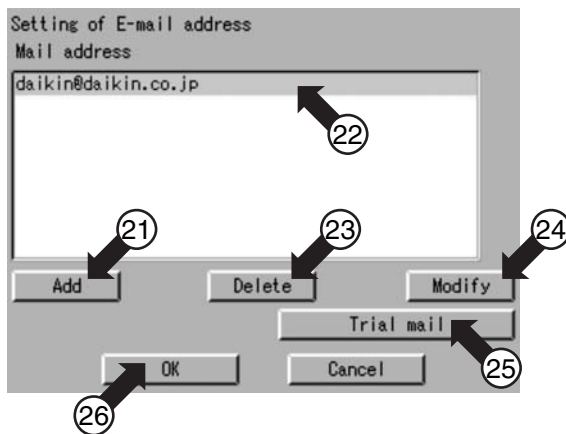 Setting of E-mail address
Mail address
daikin@daikin.co.jp
22
21 23 24
Add Delete Modify
Trial mail
25
OK Cancel
26